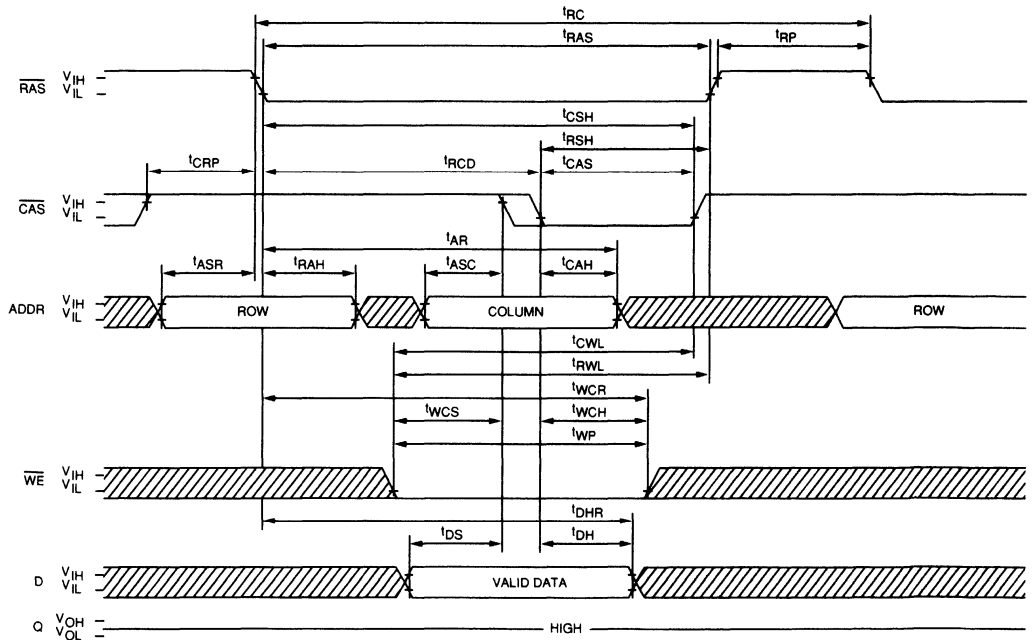 tRC
tRAS
tRP
RAS VIH
VIL
tCSH
tRSH
tCRP
tRCD
tCAS
CAS VIH
VIL
tAR
tASR
tRAH
tASC
tCAH
ADDR VIH
VIL
ROW
COLUMN
ROW
tCWL
tRWL
tWCR
tWCS
tWCH
tWP
WE VIH
VIL
tDHR
tDS
tDH
D VIH
VIL
VALID DATA
Q VOH
VOL
HIGH